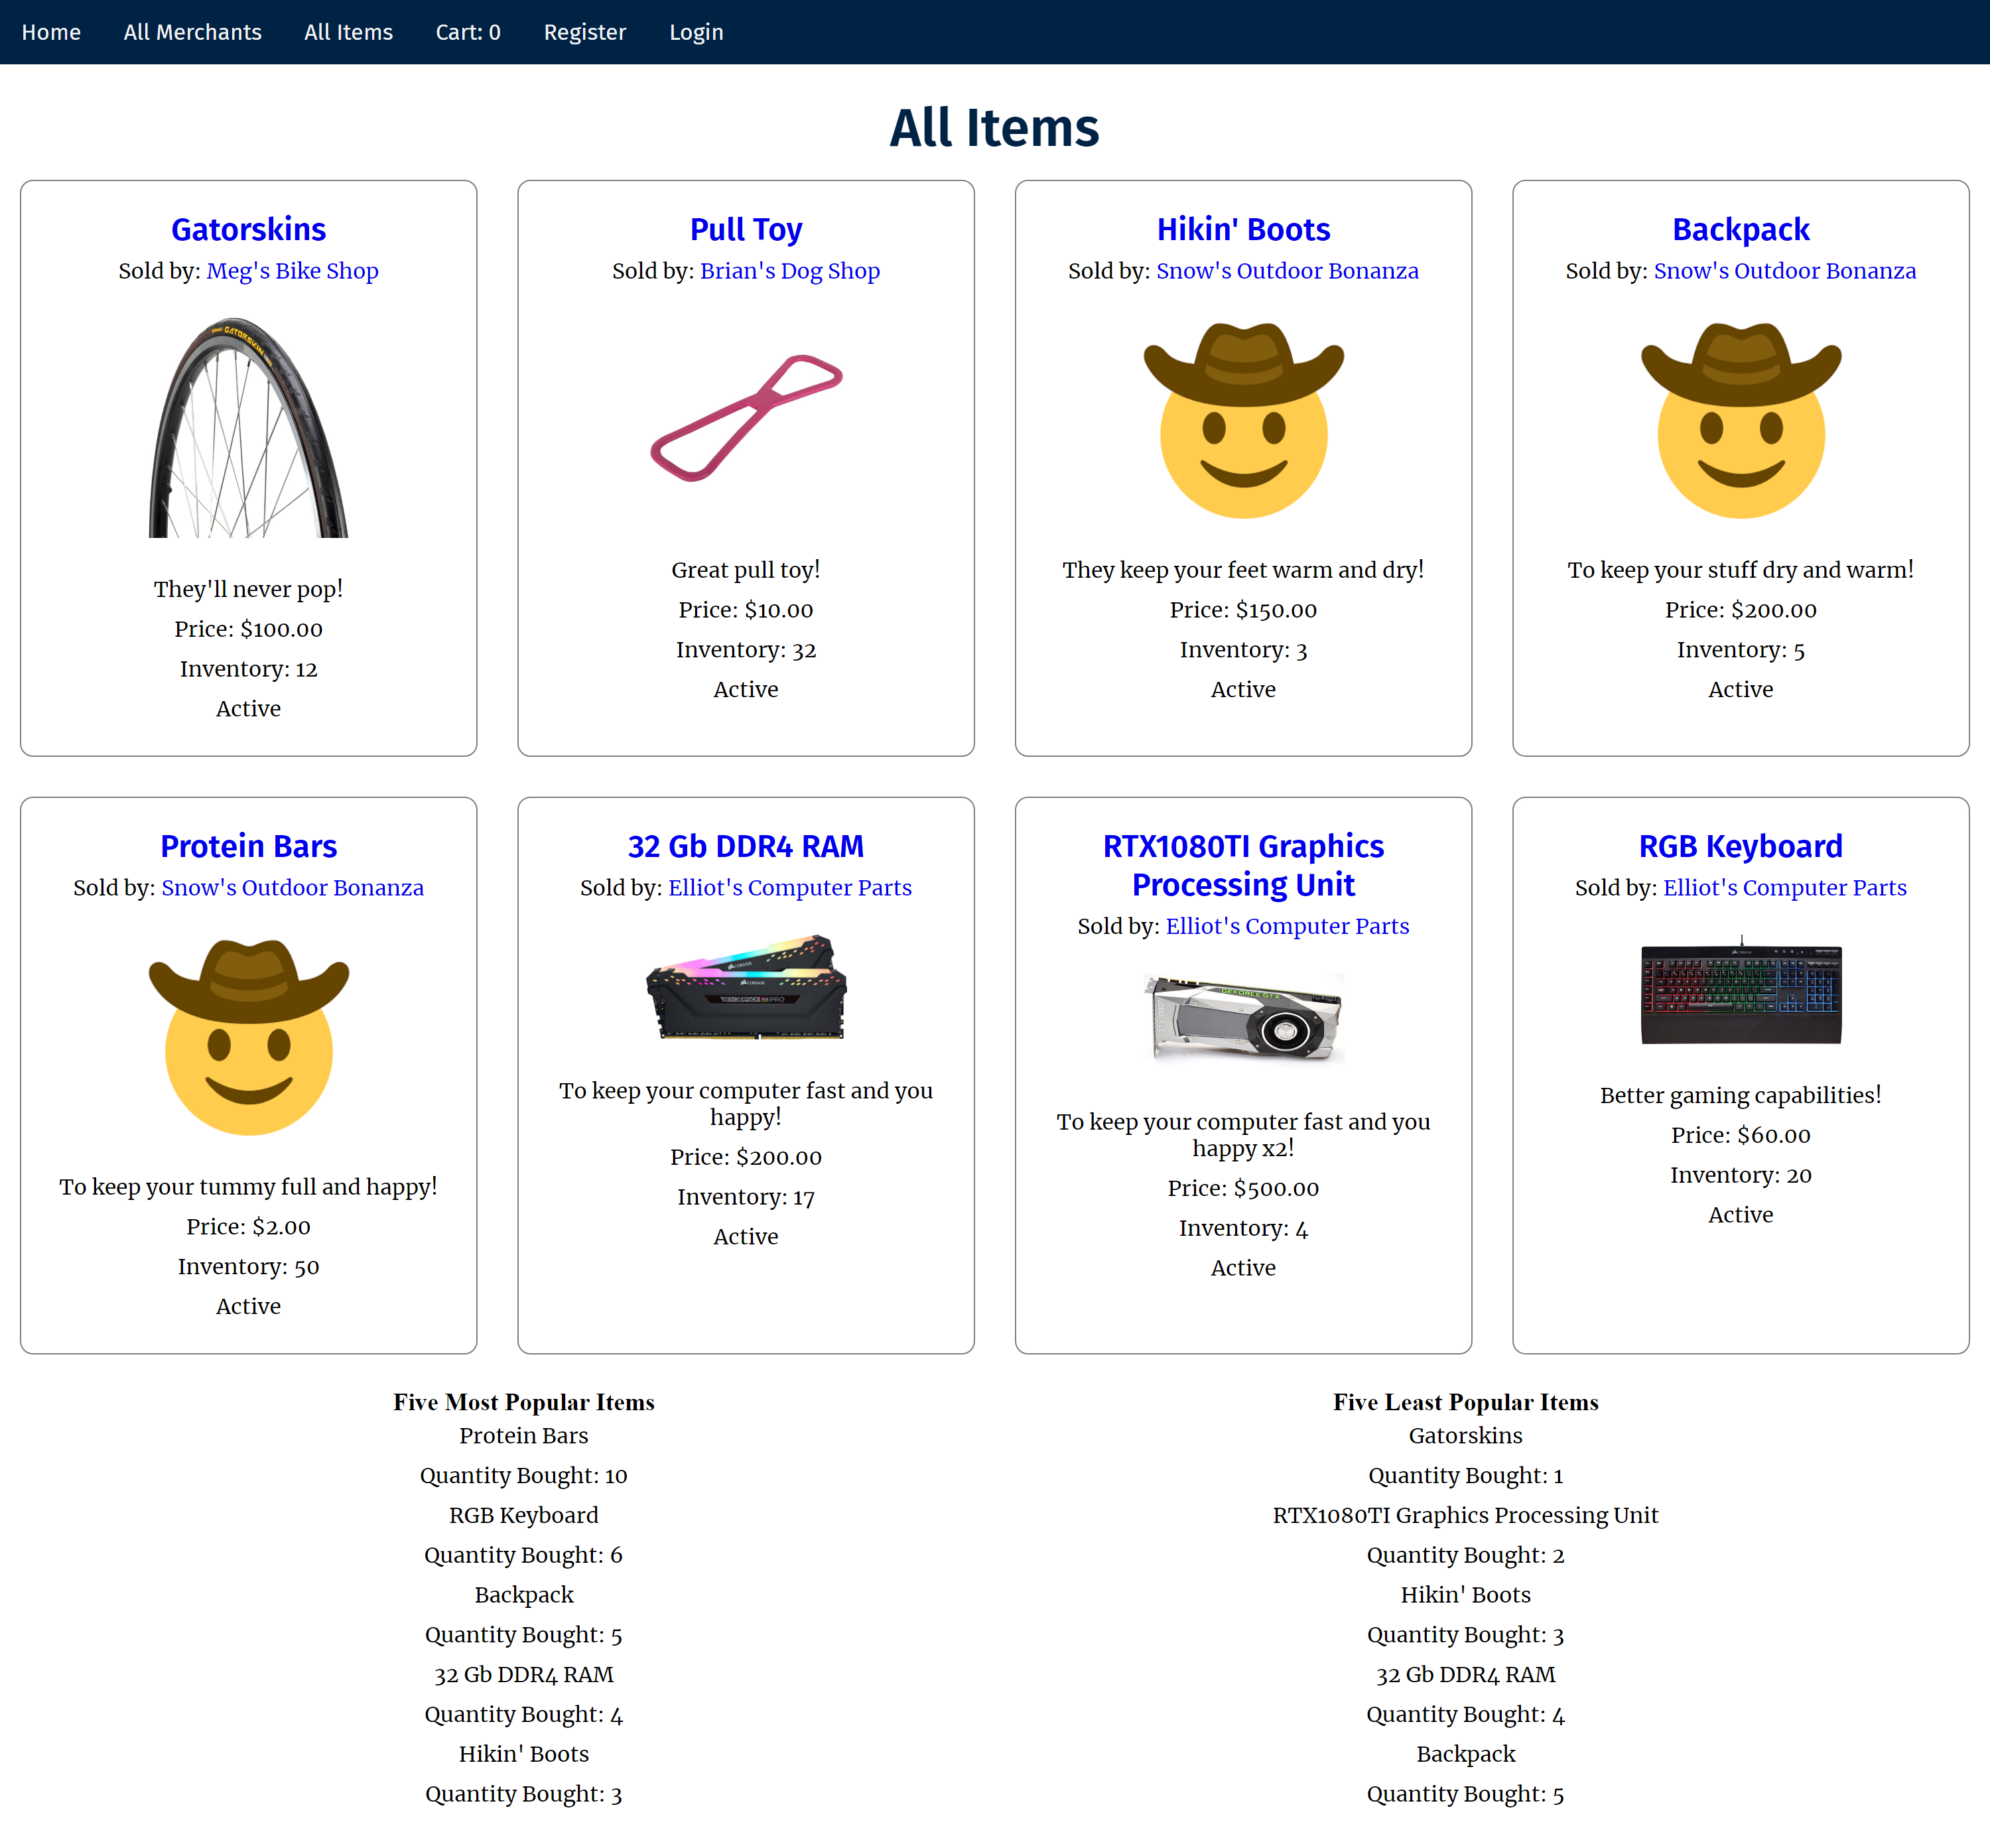 Home All Merchants All Items Cart: 0 Register Login
All Items
Gatorskins
Sold by: Meg's Bike Shop
GATORSKIN
They'll never pop!
Price: $100.00
Inventory: 12
Active
Pull Toy
Sold by: Brian's Dog Shop
Great pull toy!
Price: $10.00
Inventory: 32
Active
Hikin' Boots
Sold by: Snow's Outdoor Bonanza
They keep your feet warm and dry!
Price: $150.00
Inventory: 3
Active
Backpack
Sold by: Snow's Outdoor Bonanza
To keep your stuff dry and warm!
Price: $200.00
Inventory: 5
Active
Protein Bars
Sold by: Snow's Outdoor Bonanza
To keep your tummy full and happy!
Price: $2.00
Inventory: 50
Active
32 Gb DDR4 RAM
Sold by: Elliot's Computer Parts
CORSAIR
CORSAIR
To keep your computer fast and you
happy!
Price: $200.00
Inventory: 17
Active
RTX1080TI Graphics
Processing Unit
Sold by: Elliot's Computer Parts
GEFORCE GTX
To keep your computer fast and you
happy x2!
Price: $500.00
Inventory: 4
Active
RGB Keyboard
Sold by: Elliot's Computer Parts
Better gaming capabilities!
Price: $60.00
Inventory: 20
Active
Five Most Popular Items
Protein Bars
Quantity Bought: 10
RGB Keyboard
Quantity Bought: 6
Backpack
Quantity Bought: 5
32 Gb DDR4 RAM
Quantity Bought: 4
Hikin' Boots
Quantity Bought: 3
Five Least Popular Items
Gatorskins
Quantity Bought: 1
RTX1080TI Graphics Processing Unit
Quantity Bought: 2
Hikin' Boots
Quantity Bought: 3
32 Gb DDR4 RAM
Quantity Bought: 4
Backpack
Quantity Bought: 5